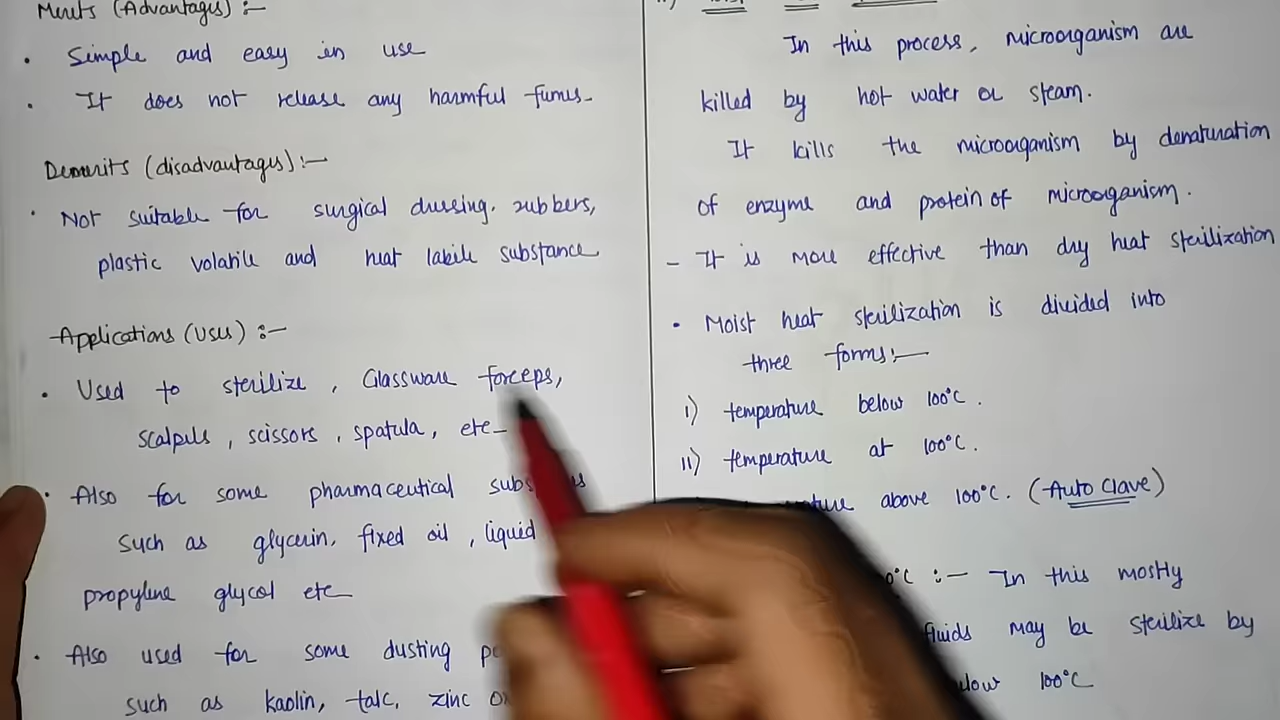 Merits (Advantages) :-
• Simple and easy in use
• It does not release any harmful fumes-
Demerits (disadvantages) :-
• Not suitable for surgical dressing. rubbers,
plastic volatile and heat labile substance
Applications (Uses) :-
• Used to sterilize, Glassware forceps,
scalpels, scissors, spatula, etc-
• Also for some pharmaceutical
such as glycerin, fixed oil, liquid
propylene glycol etc
• Also used for some dusting
such as kaolin, talc, zinc
In this process, microorganism are
killed by hot water or steam.
It kills the microorganism by denaturation
of enzyme and protein of microorganism.
- It is more effective than dry heat sterilization
• Moist heat sterilization is divided into
three forms:-
i) temperature below 100°C.
ii) temperature at 100°C.
above 100°C. (Auto clave)
:- In this mostly
fluids may be sterilize by
100°C